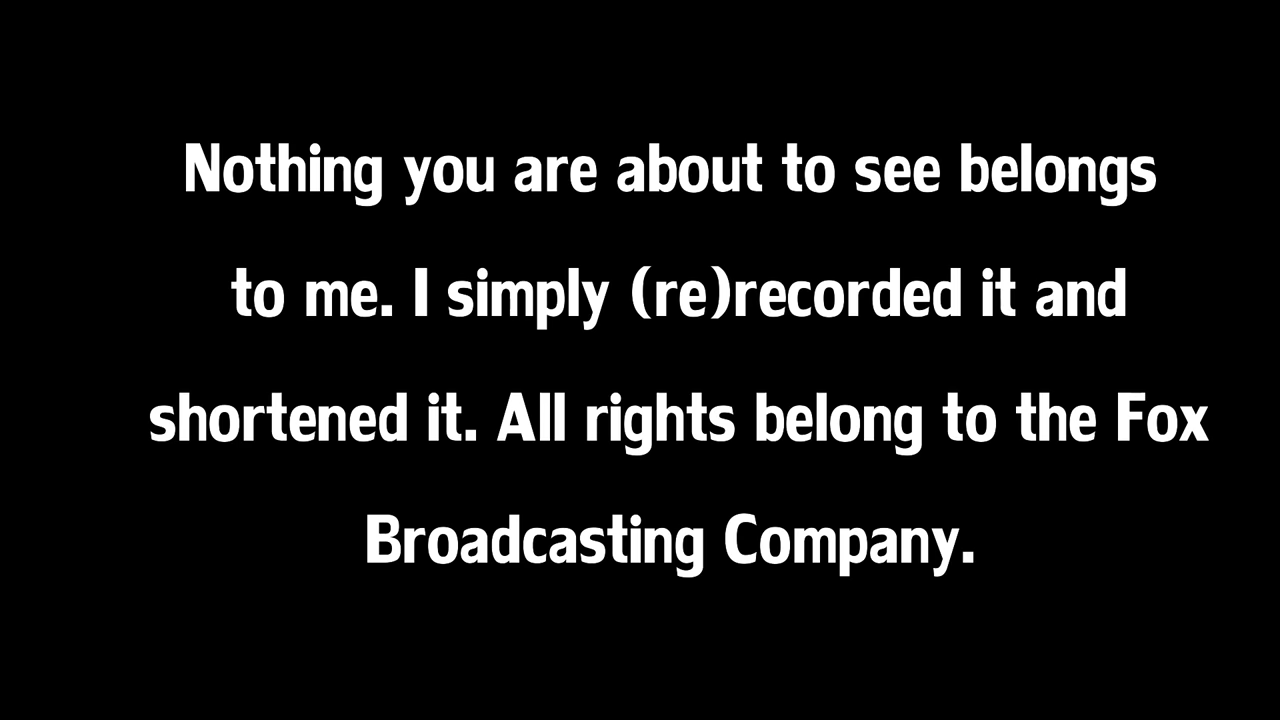 Nothing you are about to see belongs
to me. I simply (re)recorded it and
shortened it. All rights belong to the Fox
Broadcasting Company.